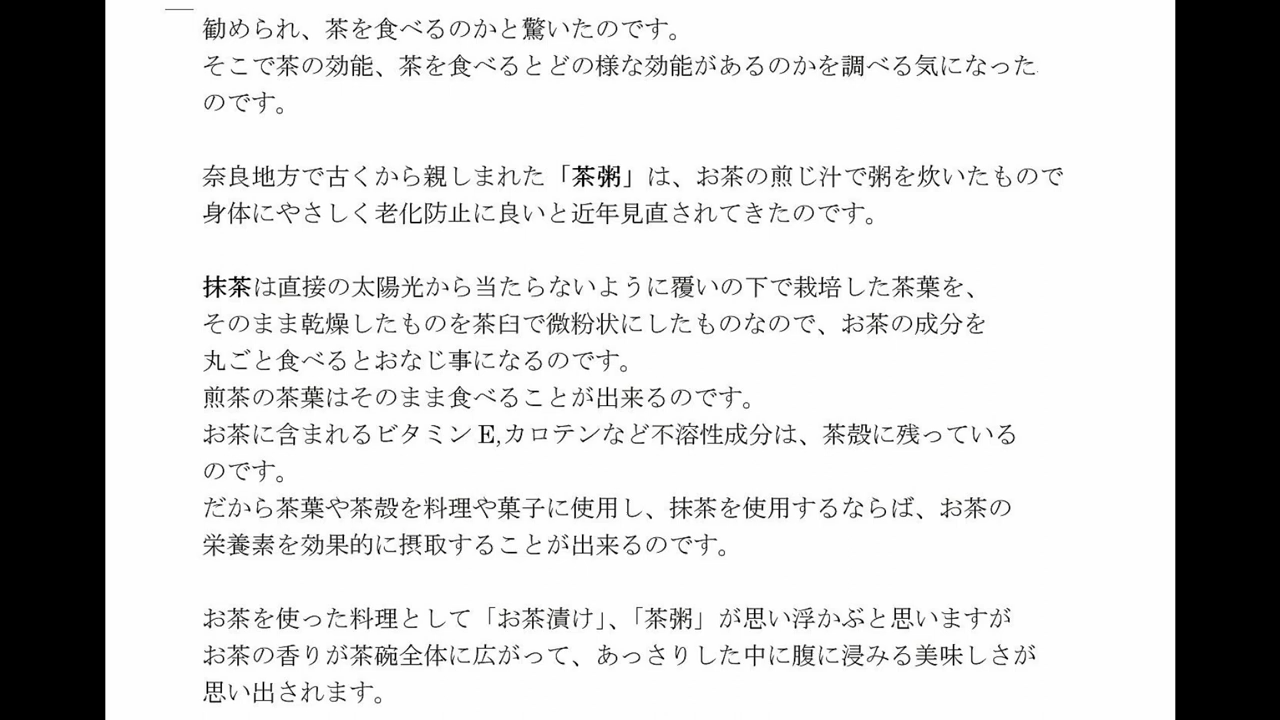 勧められ、茶を食べるのかと驚いたのです。
そこで茶の効能、茶を食べるとどの様な効能があるのかを調べる気になった
のです。
奈良地方で古くから親しまれた「茶粥」は、お茶の煎じ汁で粥を炊いたもので
身体にやさしく老化防止に良いと近年見直されてきたのです。
抹茶は直接の太陽光から当たらないように覆いの下で栽培した茶葉を、
そのまま乾燥したものを茶臼で微粉状にしたものなので、お茶の成分を
丸ごと食べるとおなじ事になるのです。
煎茶の茶葉はそのまま食べることが出来るのです。
お茶に含まれるビタミンE,カロテンなど不溶性成分は、茶殻に残っている
のです。
だから茶葉や茶殻を料理や菓子に使用し、抹茶を使用するならば、お茶の
栄養素を効果的に摂取することが出来るのです。
お茶を使った料理として「お茶漬け」、「茶粥」が思い浮かぶと思いますが
お茶の香りが茶碗全体に広がって、あっさりした中に腹に浸みる美味しさが
思い出されます。